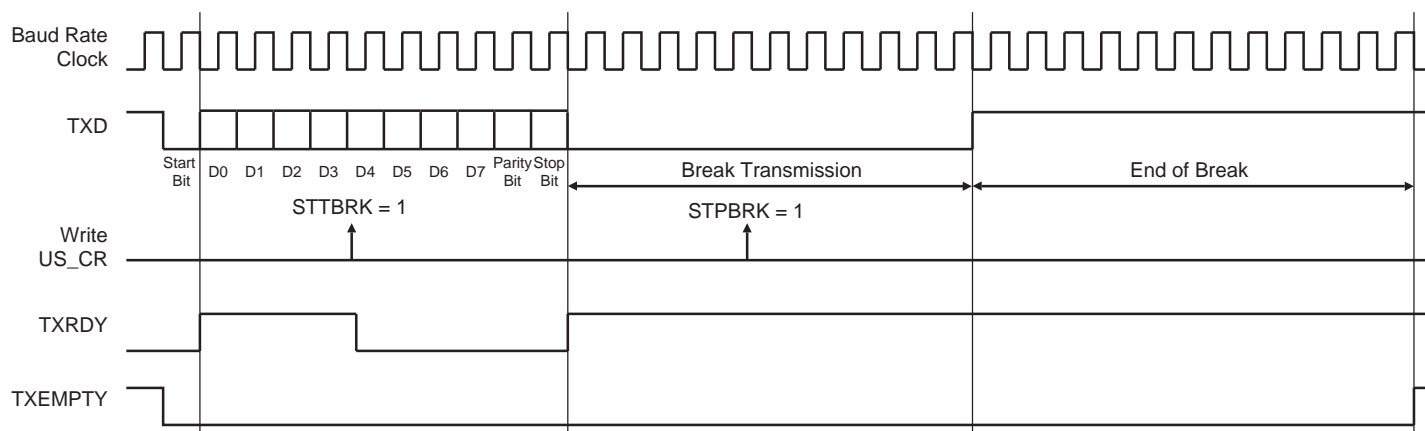 Baud Rate
Clock
TXD
Start
Bit
D0 D1 D2 D3 D4 D5 D6 D7
Parity
Bit
Stop
Bit
Break Transmission
End of Break
STTBRK = 1
STPBRK = 1
Write
US_CR
TXRDY
TXEMPTY